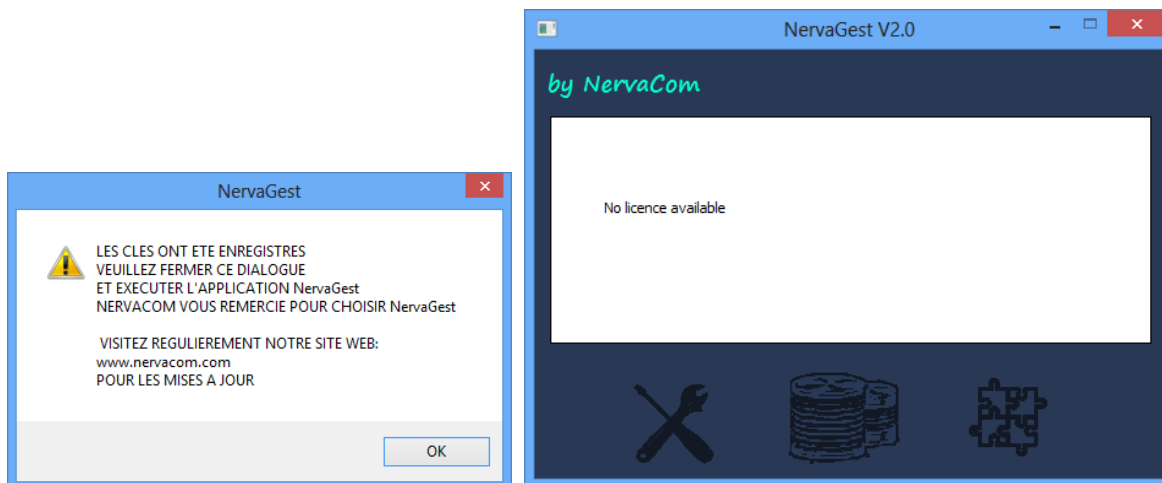 NervaGest
LES CLES ONT ETE ENREGISTRES
VEUILLEZ FERMER CE DIALOGUE
ET EXECUTER L'APPLICATION NervaGest
NERVACOM VOUS REMERCIE POUR CHOISIR NervaGest
VISITEZ REGULIEREMENT NOTRE SITE WEB:
www.nervacom.com
POUR LES MISES A JOUR
OK
NervaGest V2.0
by NervaCom
No licence available